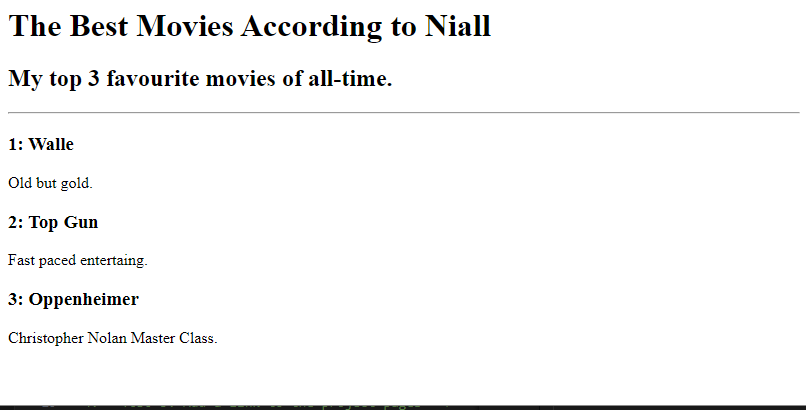 The Best Movies According to Niall
My top 3 favourite movies of all-time.
1: Walle
Old but gold.
2: Top Gun
Fast paced entertaing.
3: Oppenheimer
Christopher Nolan Master Class.